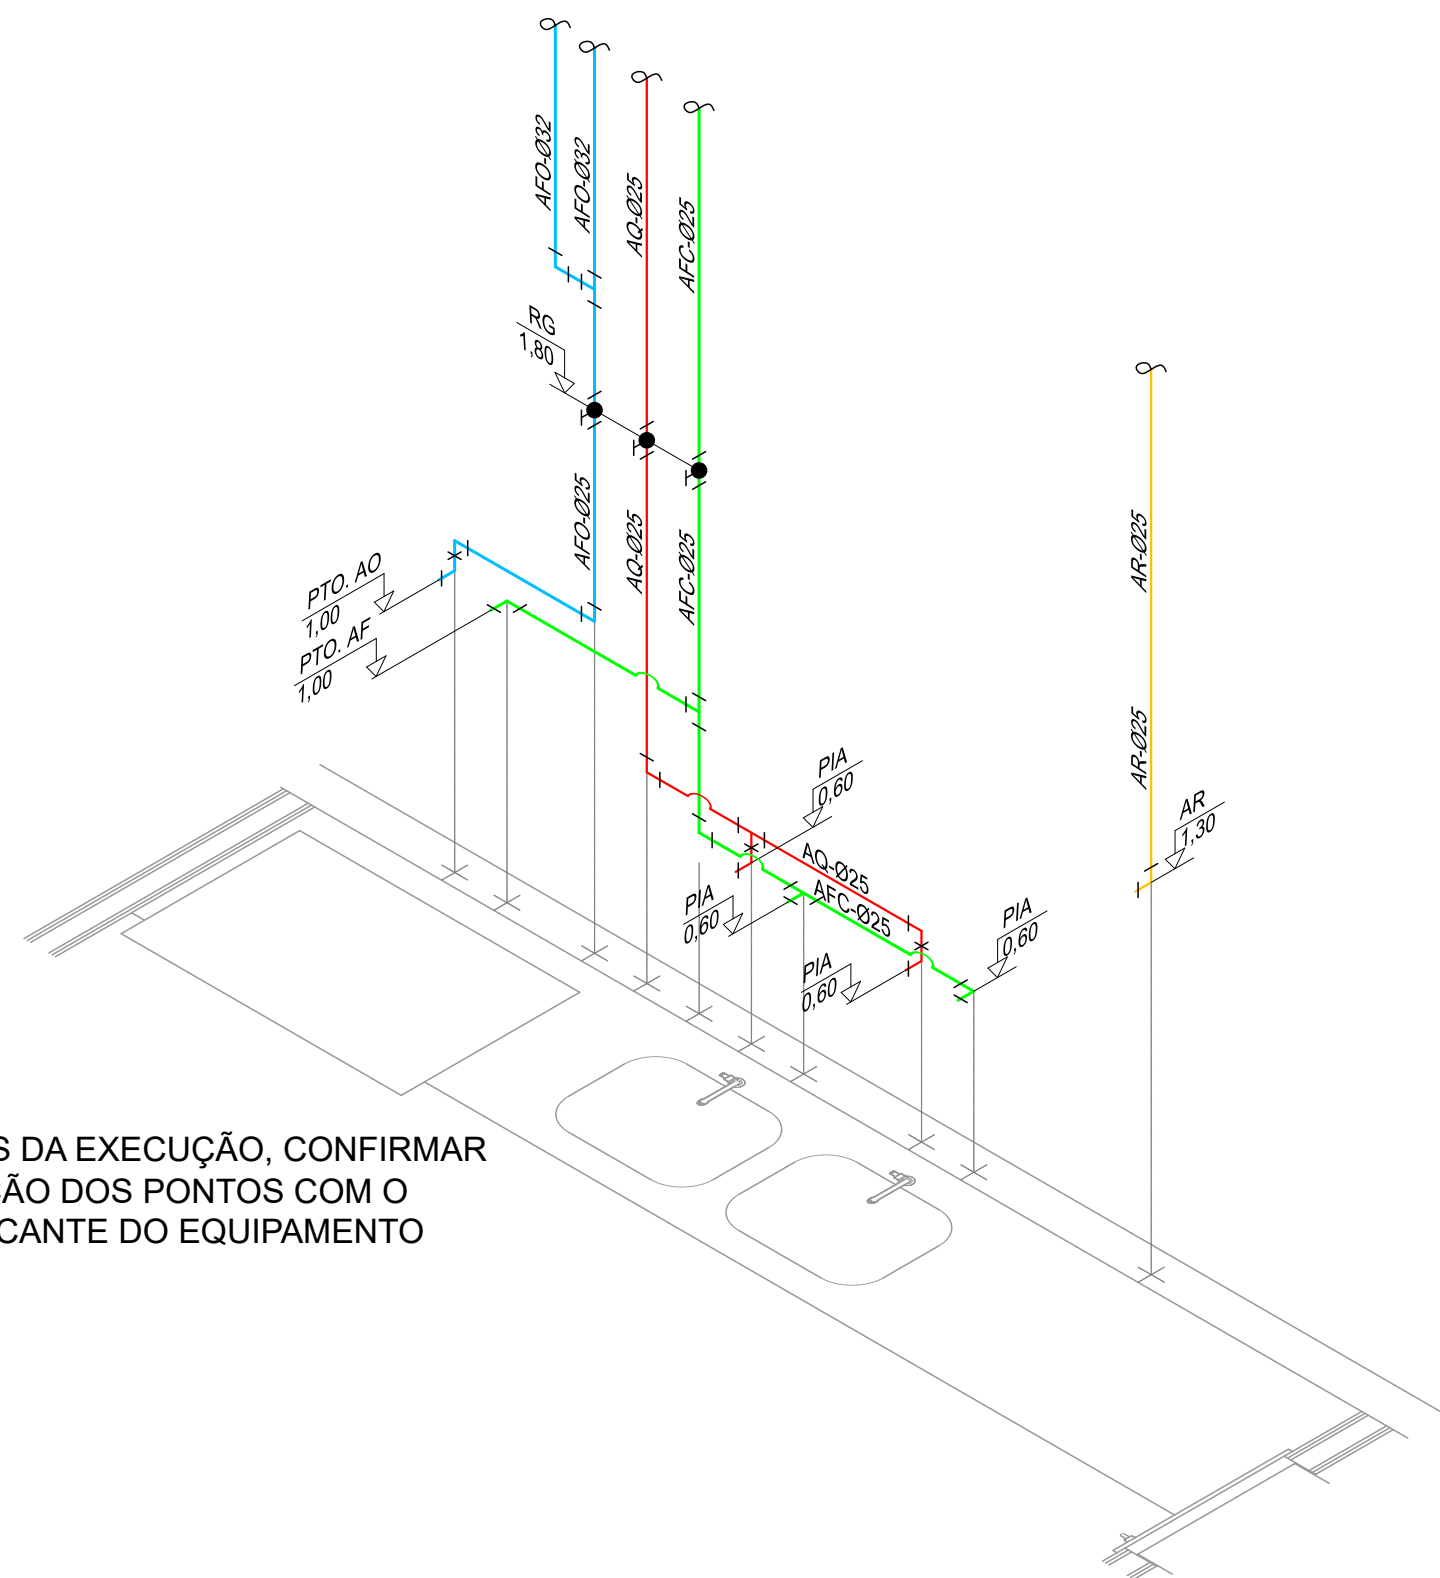 AFO-Ø32
AFO-Ø32
AQ-Ø25
AFC-Ø25
RG
1,80
AFO-Ø25
AQ-Ø25
AFC-Ø25
AR-Ø25
PTO. AO
1,00
PTO. AF
1,00
AR-Ø25
PIA
0,60
AR
1,30
AQ-Ø25
AFC-Ø25
PIA
0,60
PIA
0,60
PIA
0,60
S DA EXECUÇÃO, CONFIRMAR
ÇÃO DOS PONTOS COM O
CANTE DO EQUIPAMENTO